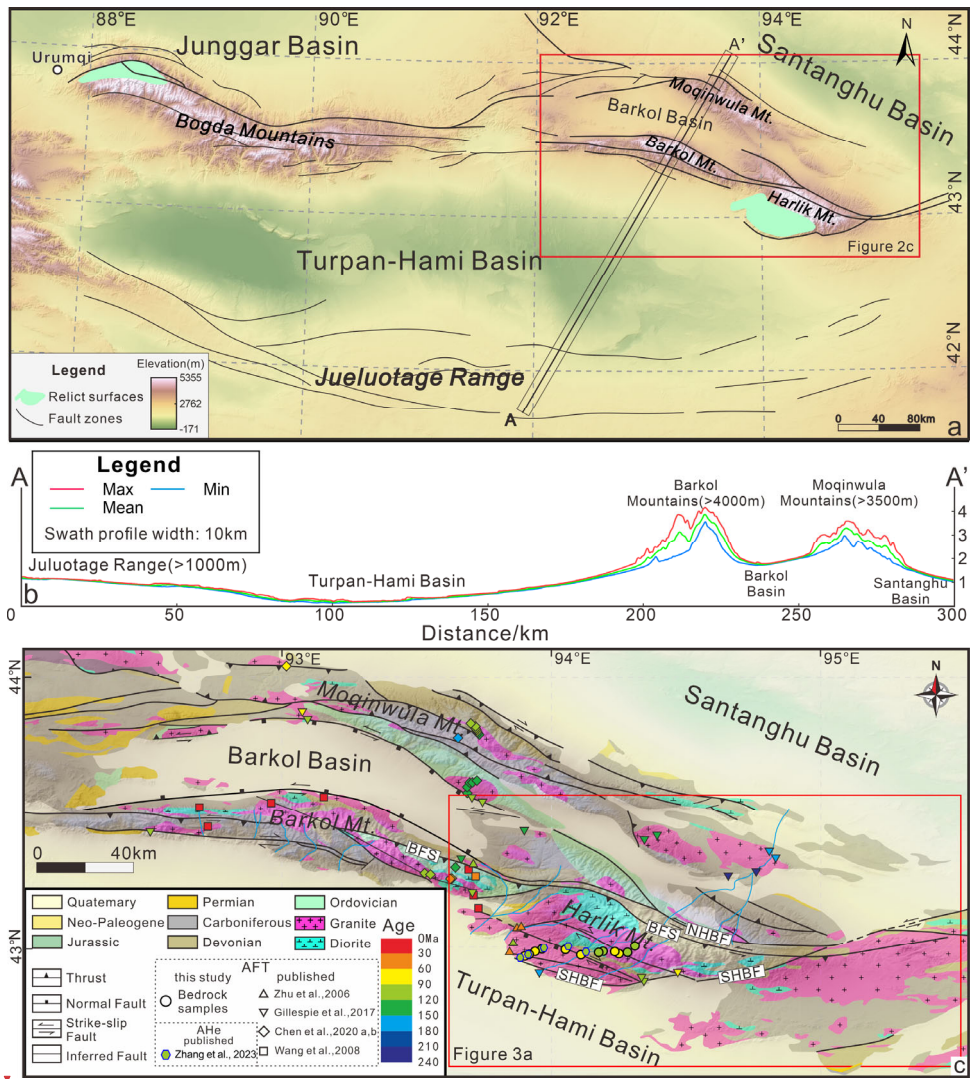 88°E
90°E
92°E
94°E
Junggar Basin
Urumqi
A'
N
44°N
Santanghu Basin
Moqinwula Mt.
Barkol Basin
Bogda Mountains
Barkol Mt.
Harlik Mt.
43°N
Figure 2c
Turpan-Hami Basin
42°N
Jueluotage Range
A
Legend
Relict surfaces
Fault zones
Elevation(m)
5355
2762
-171
0 40 80km
a
A
A'
Legend
Max
Min
Mean
Swath profile width: 10km
Barkol
Mountains(>4000m)
Moqinwula
Mountains(>3500m)
4
3
2
1
Juluotage Range(>1000m)
Turpan-Hami Basin
Barkol
Basin
Santanghu
Basin
b
0 50 100 150 200 250 300
Distance/km
93°E
94°E
95°E
44°N
N
Moqinwula Mt.
Santanghu Basin
Barkol Basin
Barkol Mt.
0 40km
BFS
Harlik Mt.
BFS
NHBF
43°N
SHBF
SHBF
Turpan-Hami Basin
Figure 3a
c
Quaternary
Permian
Ordovician
Neo-Paleogene
Carboniferous
Granite
Jurassic
Devonian
Diorite
Age
0Ma
30
60
90
120
150
180
210
240
Thrust
Normal Fault
Strike-slip
Fault
Inferred Fault
AFT
this study
published
Bedrock
samples
Zhu et al.,2006
Gillespie et al.,2017
Chen et al.,2020 a,b
Wang et al.,2008
AHe
published
Zhang et al.,2023